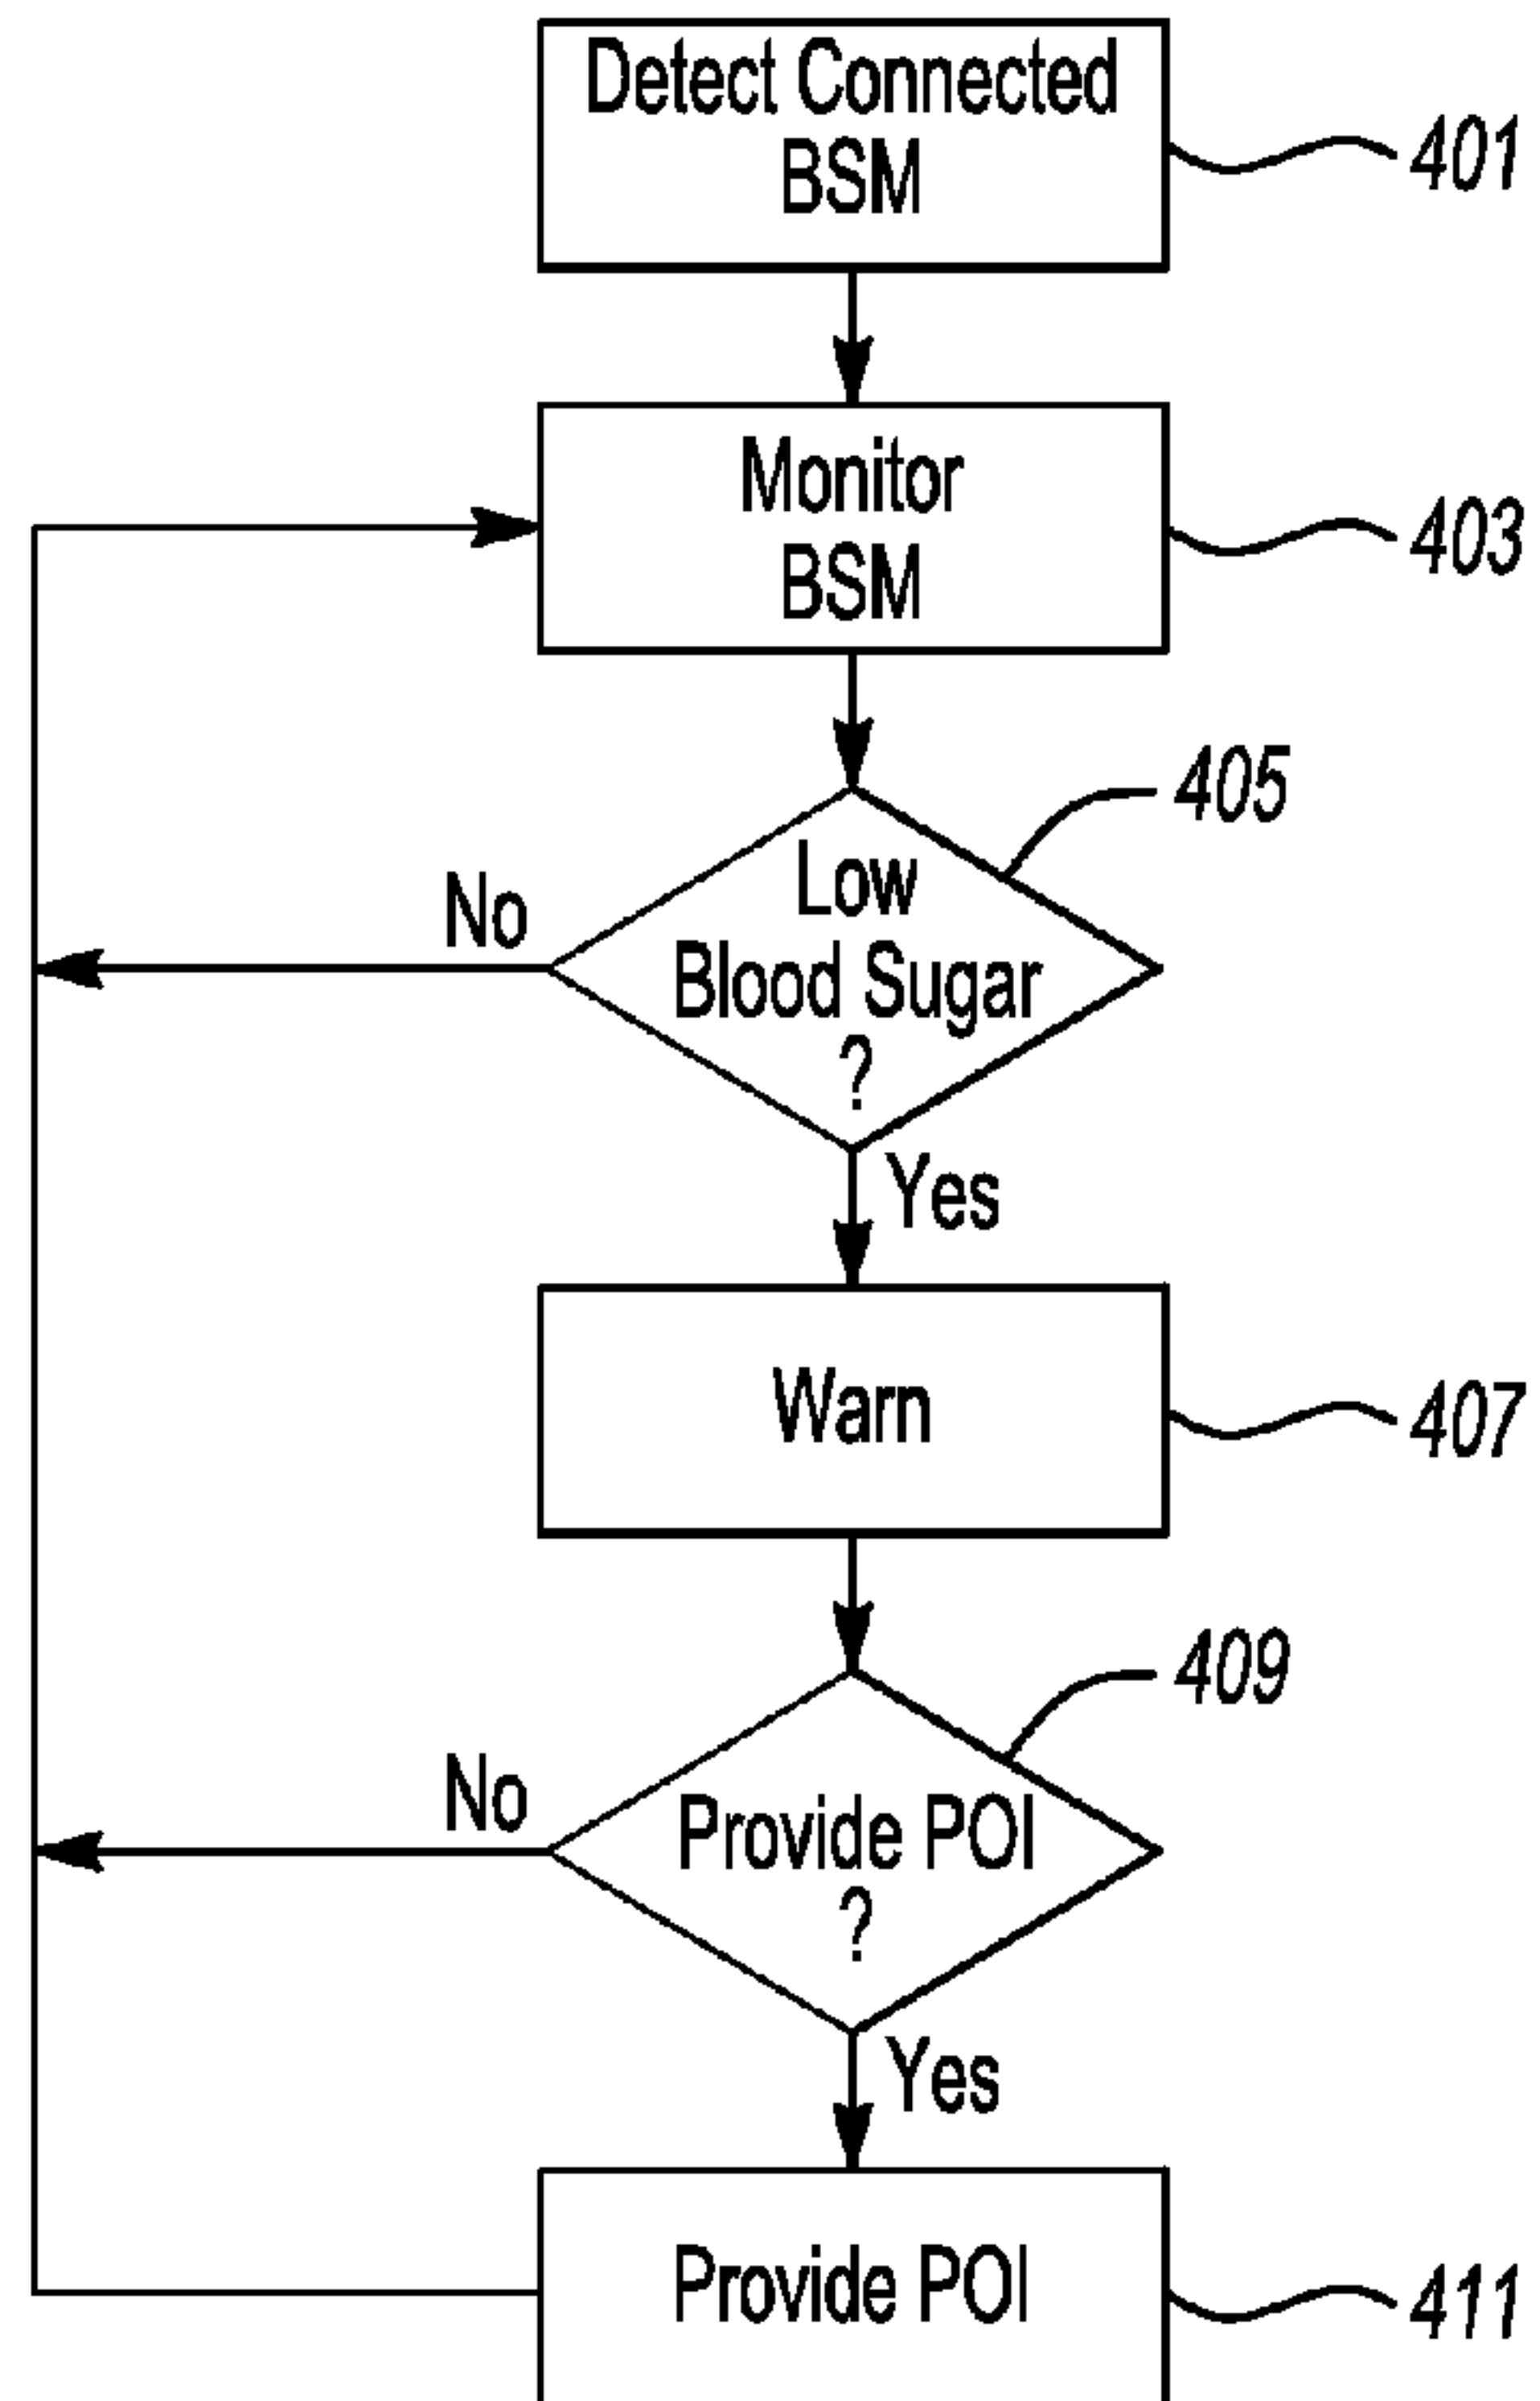 Detect Connected
BSM
401
Monitor
BSM
403
405
Low
Blood Sugar
?
No
Yes
Warn
407
409
Provide POI
?
No
Yes
Provide POI
411